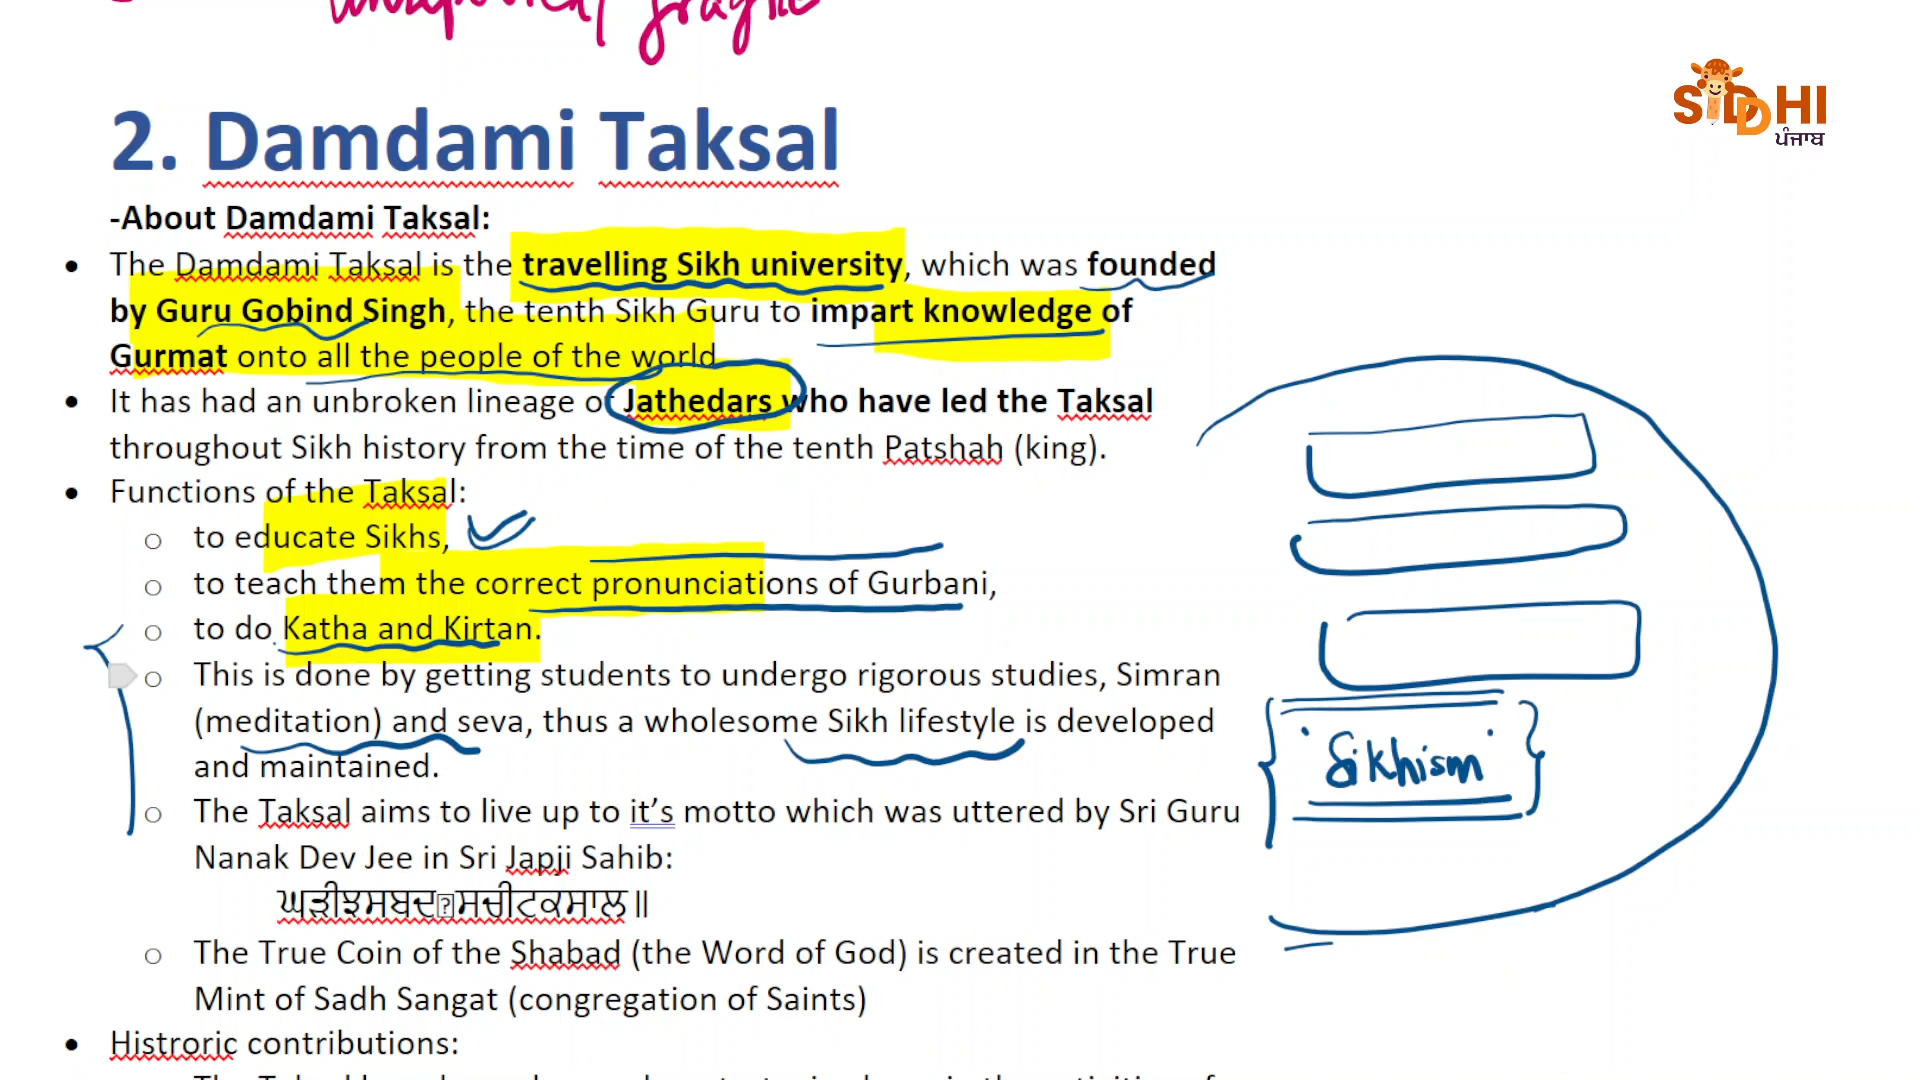 SIDDHI
ਪੰਜਾਬ
2. Damdami Taksal
-About Damdami Taksal:
• The Damdami Taksal is the travelling Sikh university, which was founded
by Guru Gobind Singh, the tenth Sikh Guru to impart knowledge of
Gurmat onto all the people of the world
• It has had an unbroken lineage of Jathedars who have led the Taksal
throughout Sikh history from the time of the tenth Patshah (king).
• Functions of the Taksal:
o to educate Sikhs,
o to teach them the correct pronunciations of Gurbani,
o to do Katha and Kirtan.
o This is done by getting students to undergo rigorous studies, Simran
(meditation) and seva, thus a wholesome Sikh lifestyle is developed
and maintained.
'Sikhism'
o The Taksal aims to live up to it’s motto which was uttered by Sri Guru
Nanak Dev Jee in Sri Japji Sahib:
ਘੜੀਝਸਬਦ ਸਚੀਟਕਸਾਲ॥
o The True Coin of the Shabad (the Word of God) is created in the True
Mint of Sadh Sangat (congregation of Saints)
• Histroric contributions: